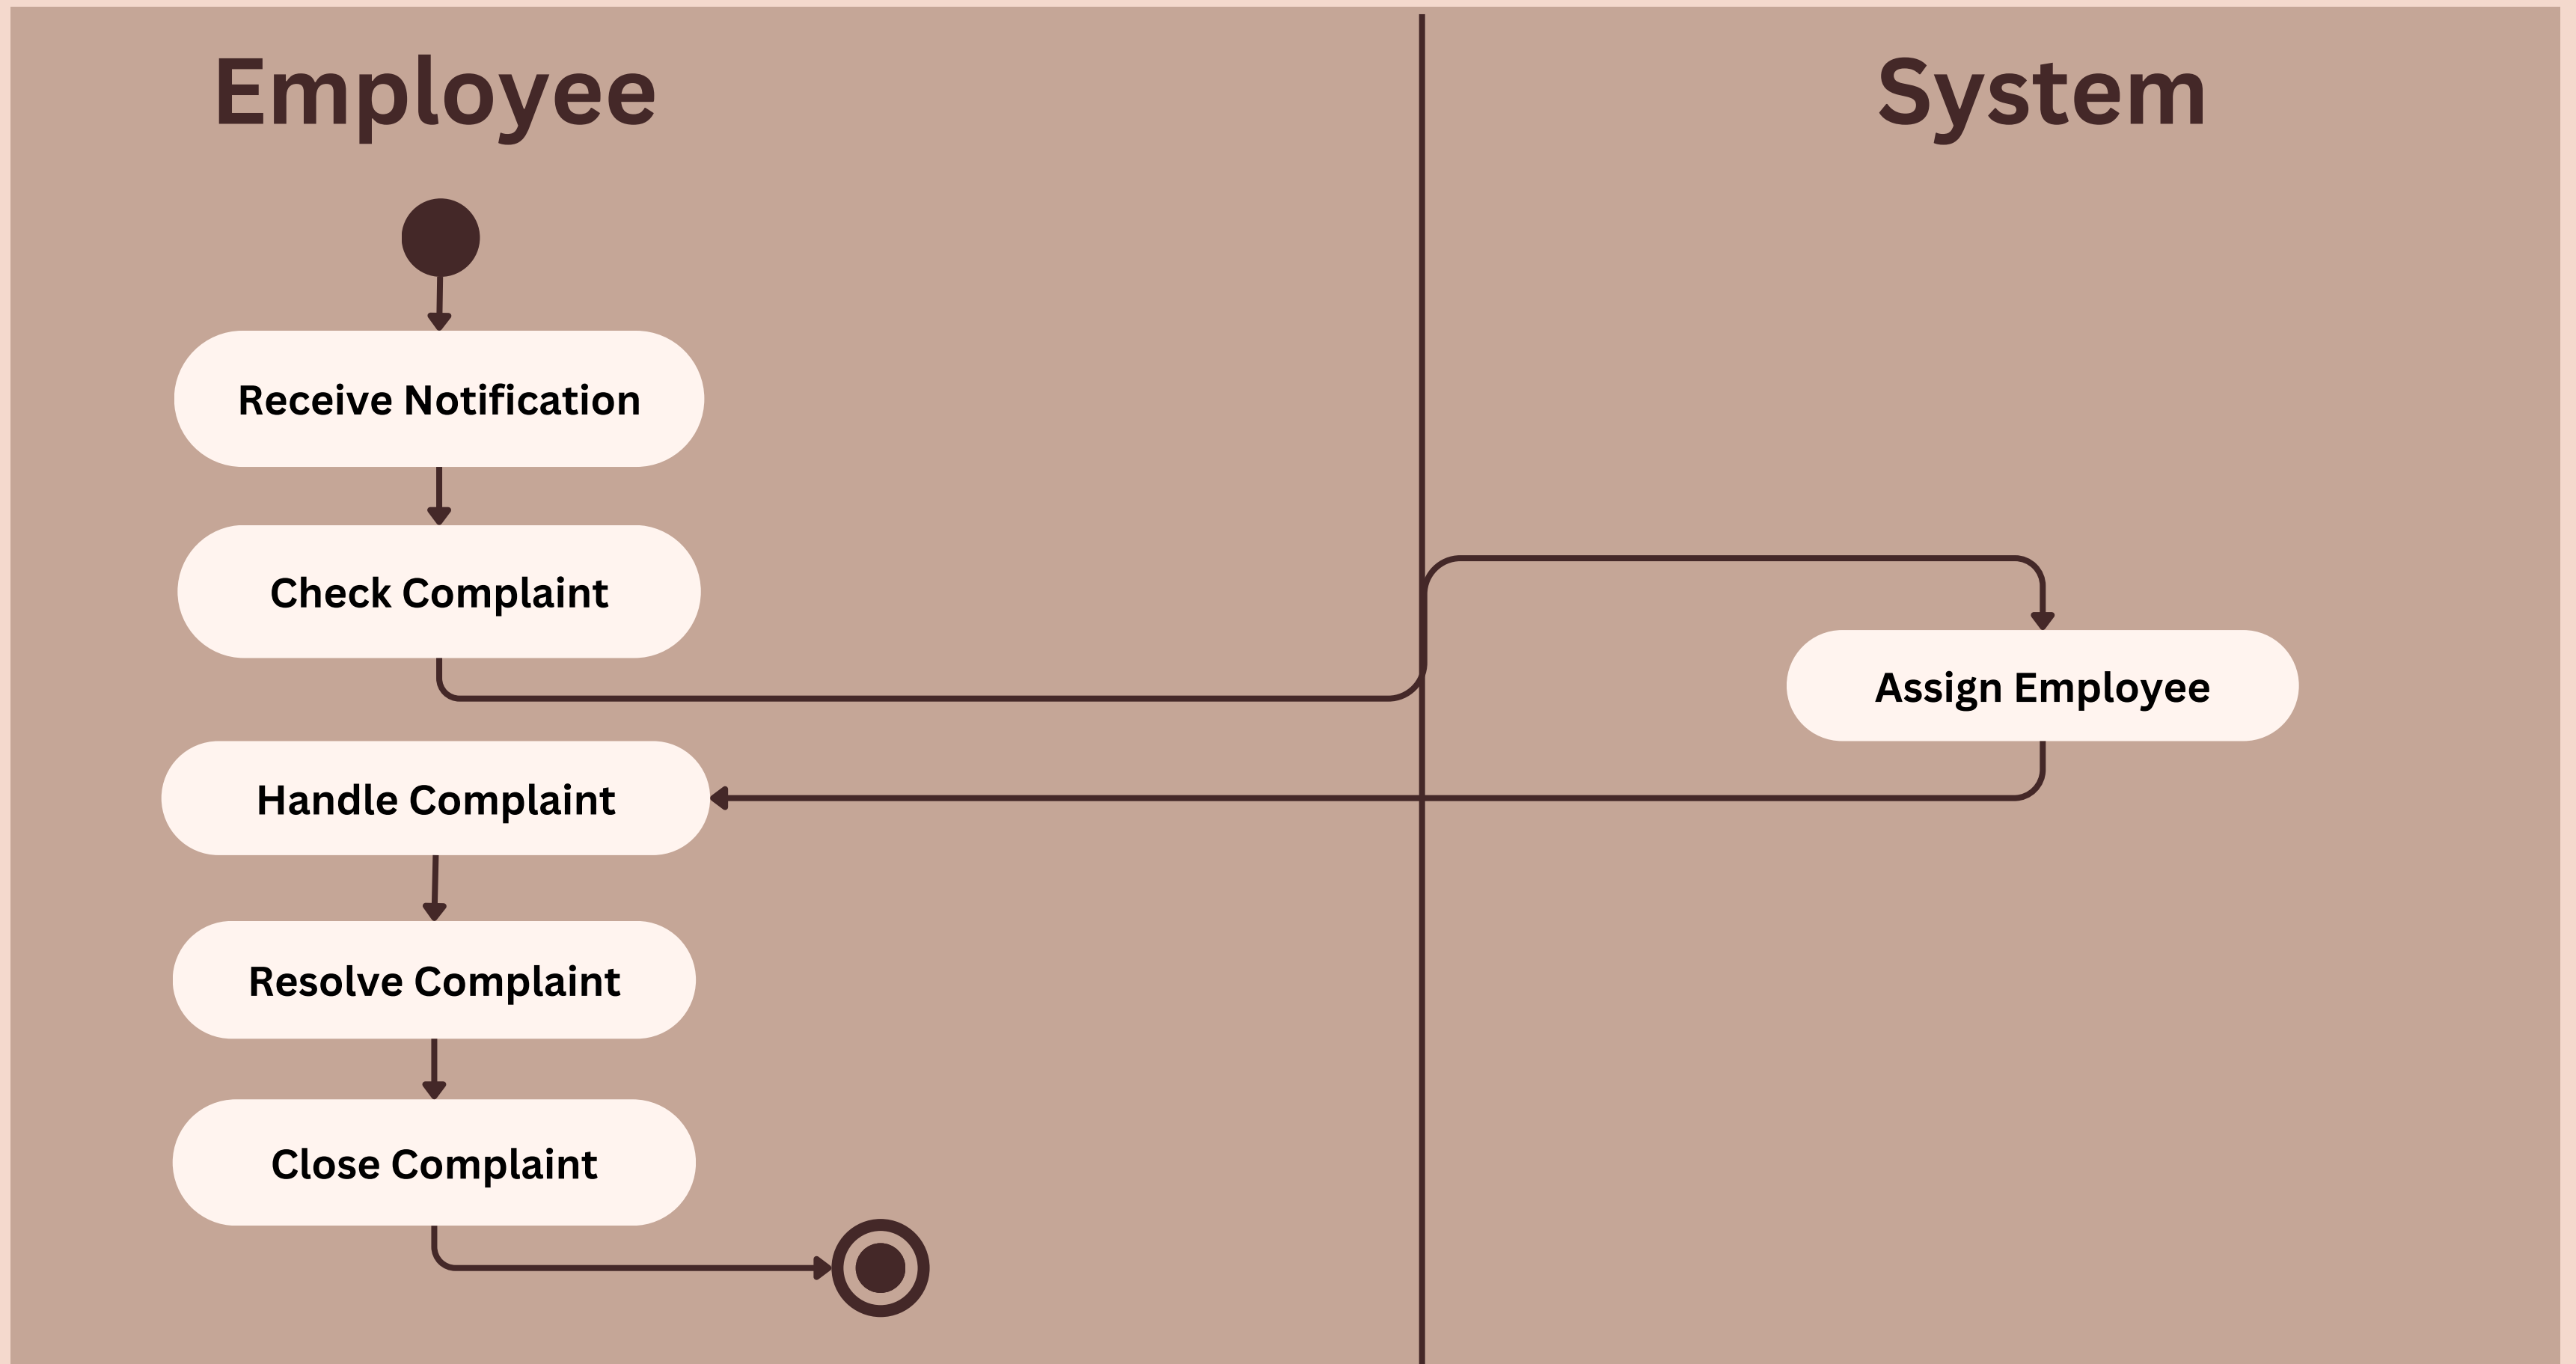 Employee
System
Receive Notification
Check Complaint
Assign Employee
Handle Complaint
Resolve Complaint
Close Complaint